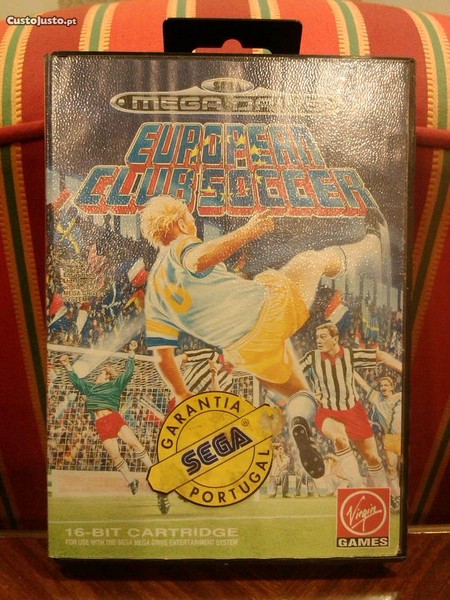 CustoJusto.pt
SEGA
MEGA DRIVE
EUROPEAN
CLUB SOCCER
6
GARANTIA
SEGA®
PORTUGAL
16-BIT CARTRIDGE
FOR USE WITH THE SEGA MEGA DRIVE ENTERTAINMENT SYSTEM
Virgin
GAMES